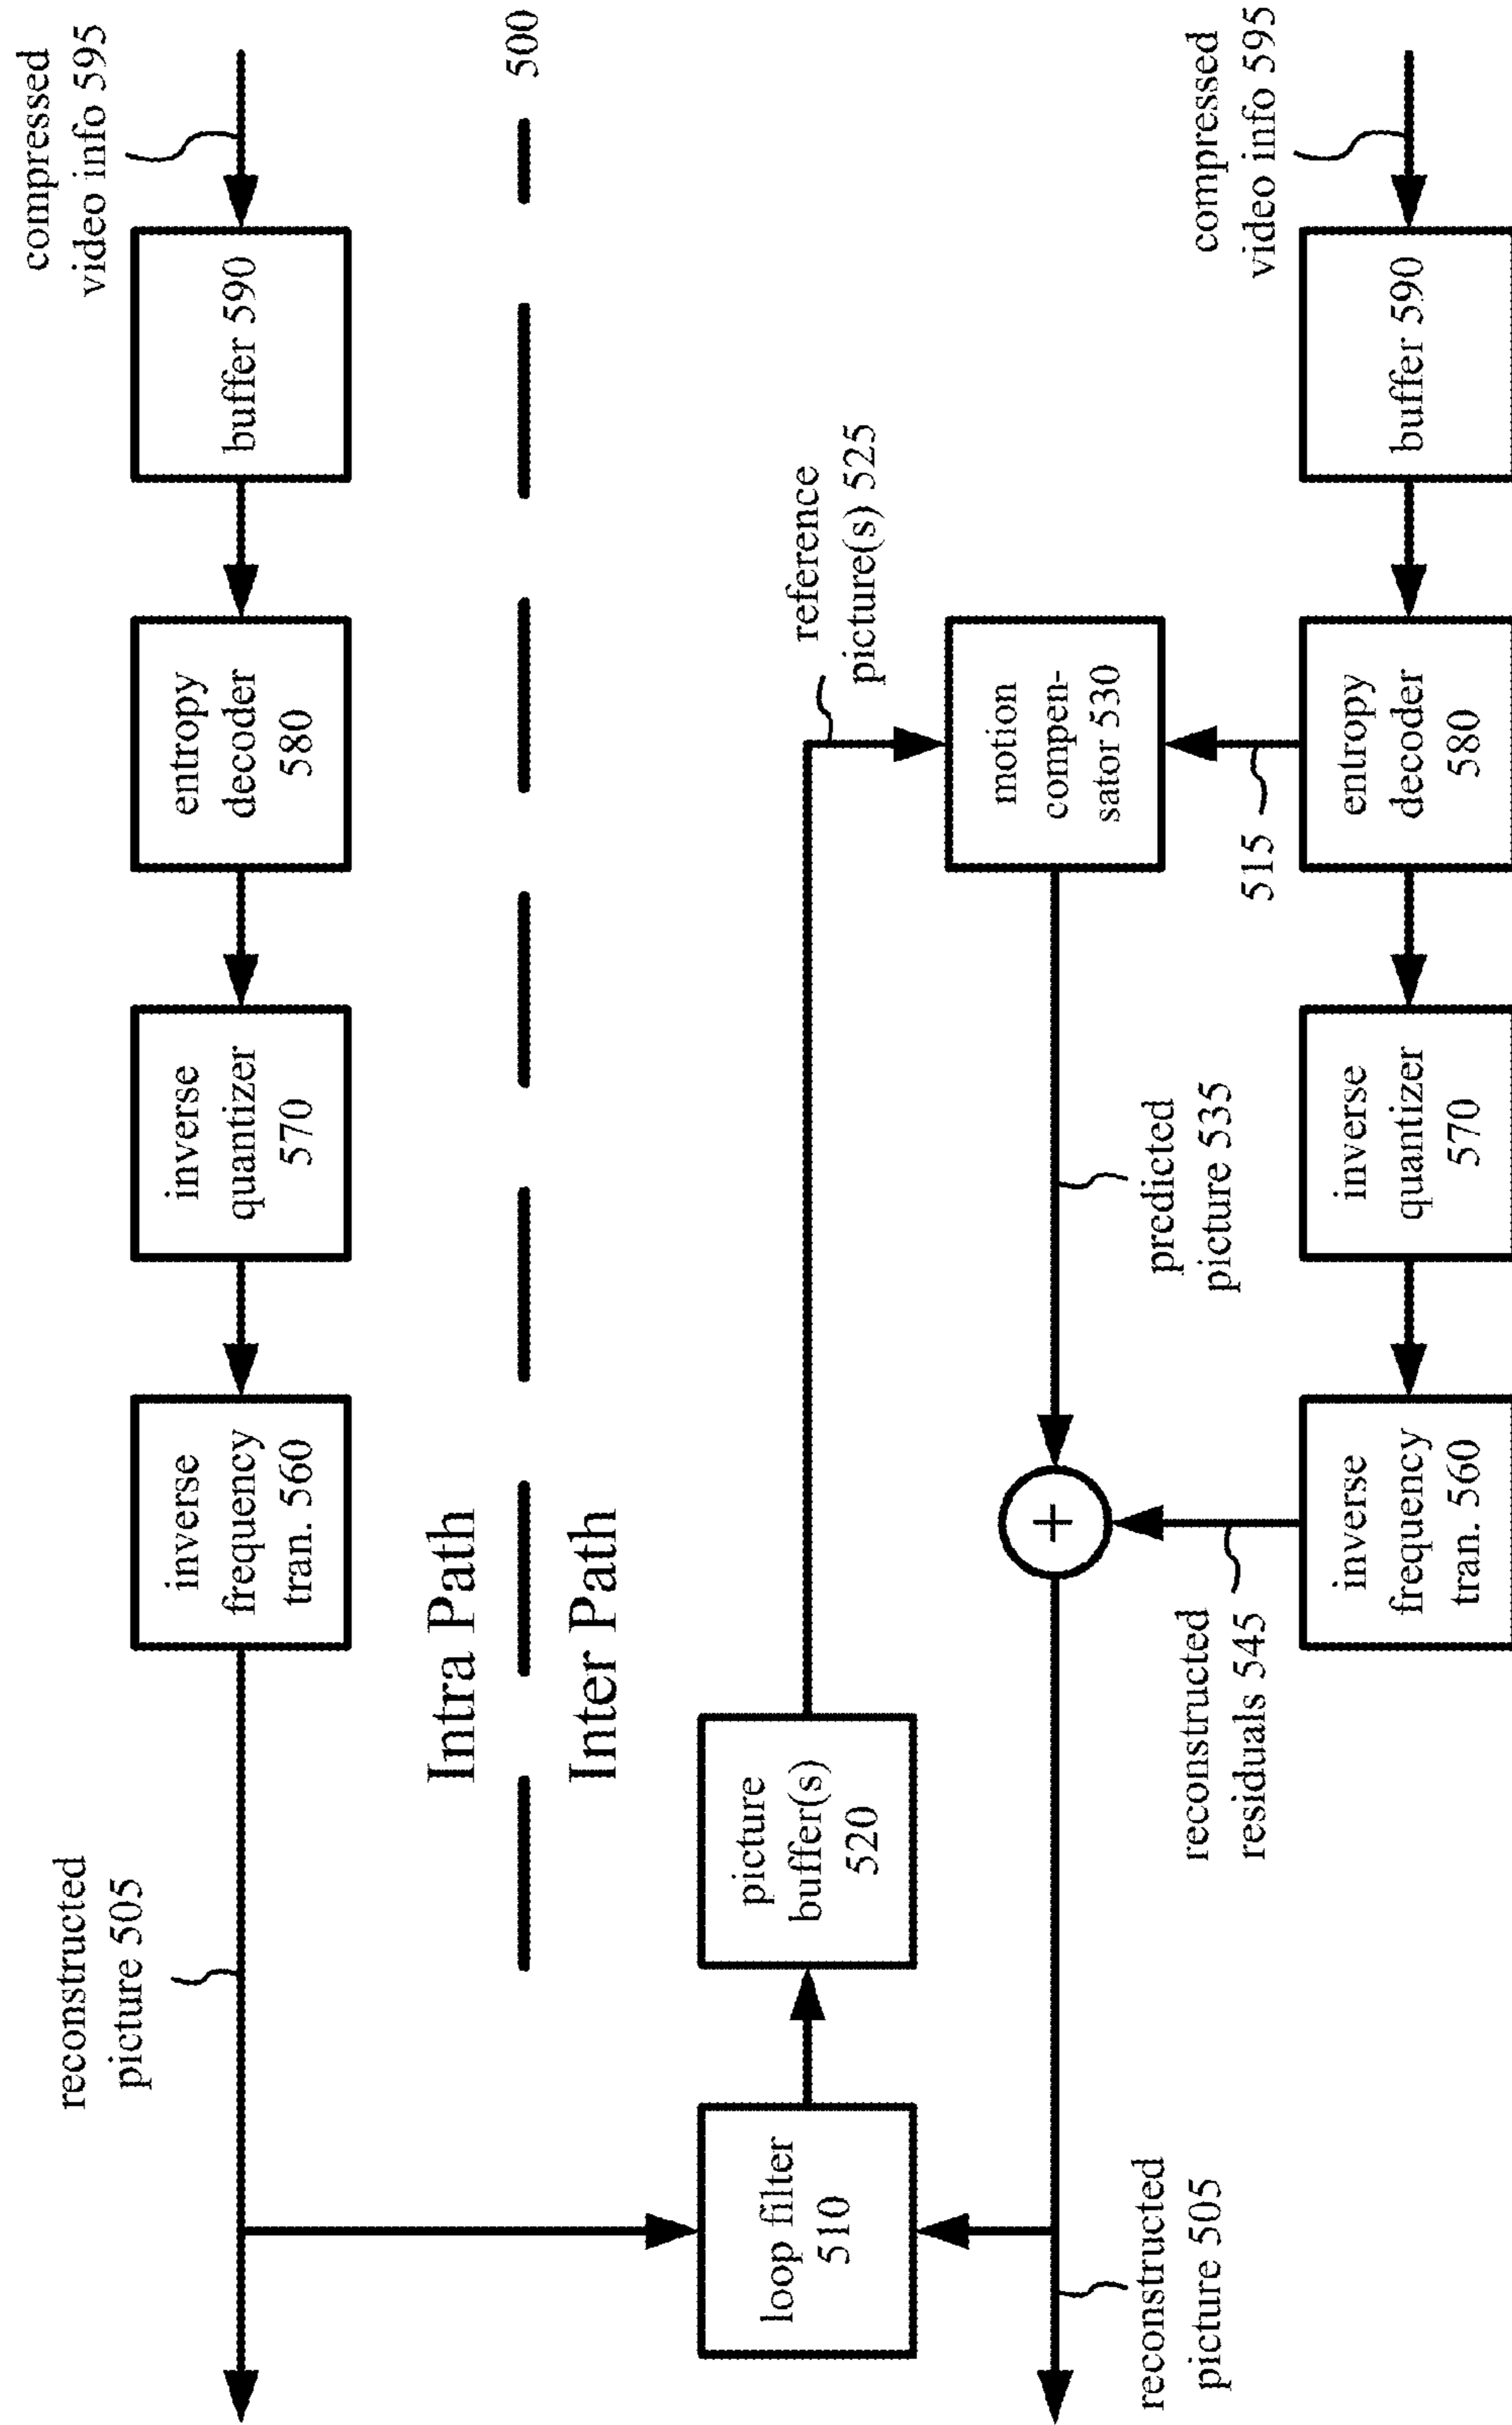 compressed
video info 595
buffer 590
entropy
decoder
580
inverse
quantizer
570
inverse
frequency
tran. 560
reconstructed
picture 505
500
Intra Path
Inter Path
loop filter
510
picture
buffer(s)
520
reference
picture(s) 525
motion
compen-
sator 530
predicted
picture 535
+
reconstructed
picture 505
515
reconstructed
residuals 545
compressed
video info 595
buffer 590
entropy
decoder
580
inverse
quantizer
570
inverse
frequency
tran. 560